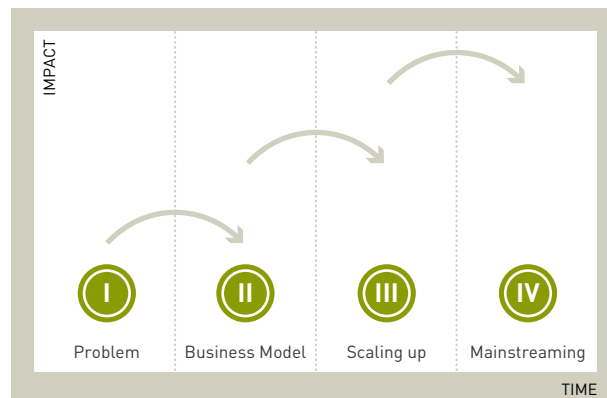 IMPACT
I
II
III
IV
Problem
Business Model
Scaling up
Mainstreaming
TIME